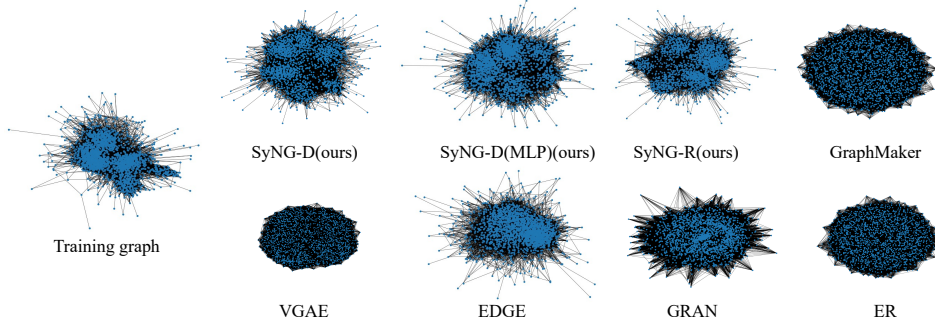 SyNG-D(ours)
SyNG-D(MLP)(ours)
SyNG-R(ours)
GraphMaker
Training graph
VGAE
EDGE
GRAN
ER